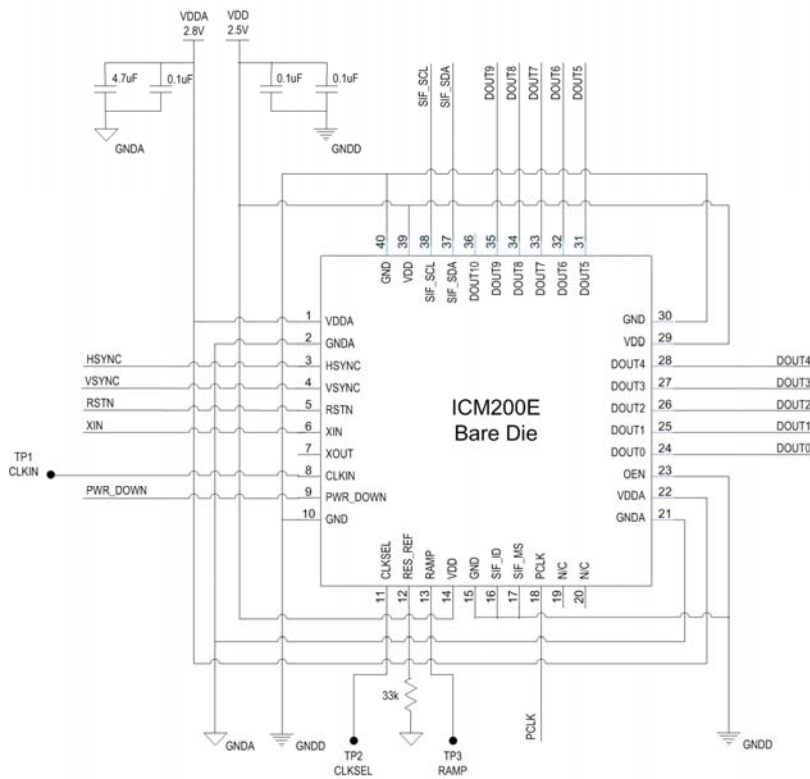 VDDA
2.8V
VDD
2.5V
4.7uF
0.1uF
0.1uF
0.1uF
GNDA
GNDD
SIF_SCL
SIF_SDA
DOUT9
DOUT8
DOUT7
DOUT6
DOUT5
40
39
38
37
36
35
34
33
32
31
GND
VDD
SIF_SCL
SIF_SDA
DOUT10
DOUT9
DOUT8
DOUT7
DOUT6
DOUT5
1 VDDA
2 GNDA
HSYNC 3 HSYNC
VSYNC 4 VSYNC
RSTN 5 RSTN
XIN 6 XIN
7 XOUT
TP1
CLKIN
8 CLKIN
PWR_DOWN 9 PWR_DOWN
10 GND
ICM200E
Bare Die
GND 30
VDD 29
DOUT4 28 DOUT4
DOUT3 27 DOUT3
DOUT2 26 DOUT2
DOUT1 25 DOUT1
DOUT0 24 DOUT0
OEN 23
VDDA 22
GNDA 21
CLKSEL
RES_REF
RAMP
VDD
GND
SIF_ID
SIF_MS
PCLK
N/C
N/C
11
12
13
14
15
16
17
18
19
20
33k
PCLK
GNDA
GNDD
TP2
CLKSEL
TP3
RAMP
GNDD